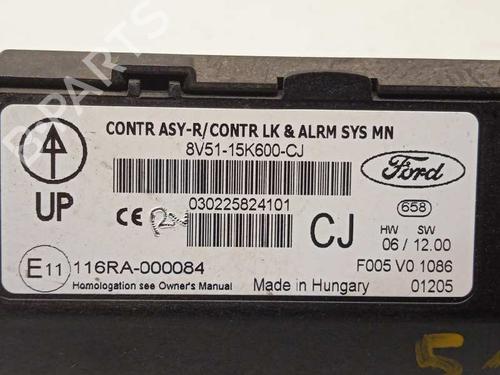 CONTR ASY-R/CONTR LK & ALRM SYS MN
8V51-15K600-CJ
Ford
UP
030225824101
CE
CJ
658
HW SW
06 / 12.00
E11 116RA-000084
F005 V0 1086
Homologation see Owner's Manual
Made in Hungary
01205